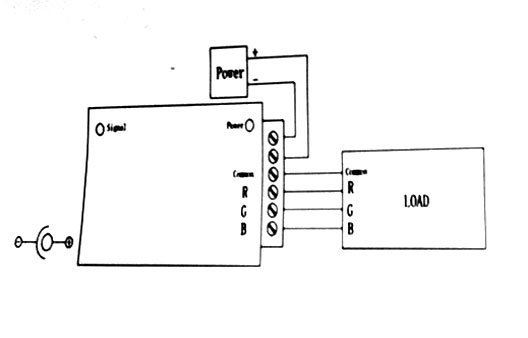 Power
+
-
Signal
Power
Common
R
G
B
Common
R
G
B
LOAD
- +